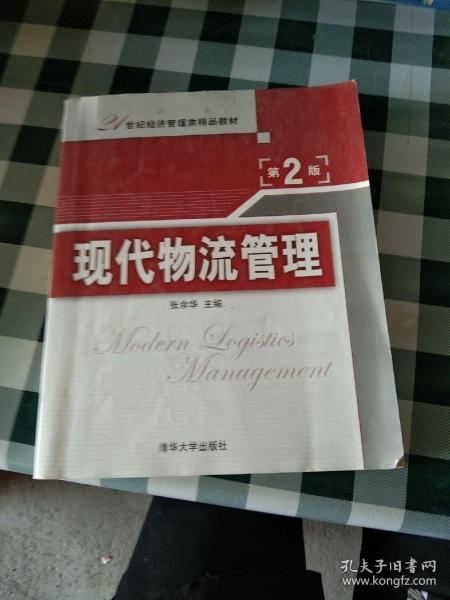 21世纪经济管理类精品教材
第2版
现代物流管理
张余华 主编
Modern Logistics
Management
清华大学出版社
孔夫子旧书网
www.kongfz.com